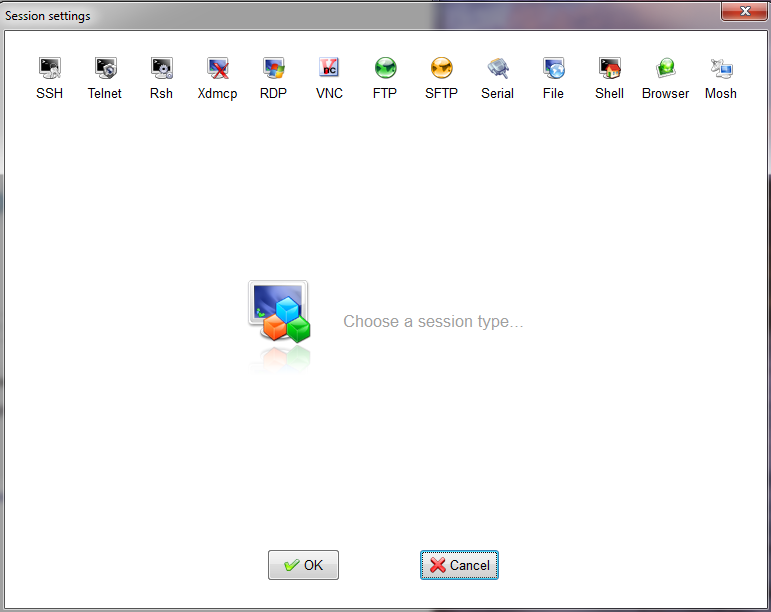 Session settings
SSH Telnet Rsh Xdmcp RDP VNC FTP SFTP Serial File Shell Browser Mosh
Choose a session type...
OK Cancel